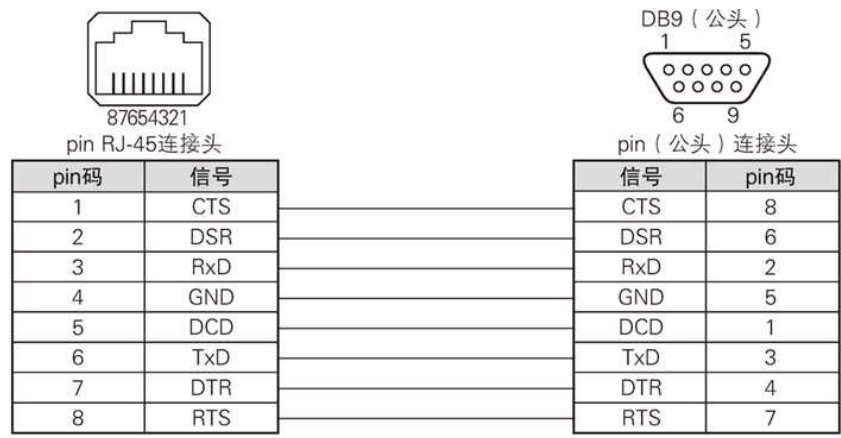 DB9（公头）
1 5
87654321
6 9
pin RJ-45连接头
pin（公头）连接头
pin码 信号 信号 pin码
1 CTS CTS 8
2 DSR DSR 6
3 RxD RxD 2
4 GND GND 5
5 DCD DCD 1
6 TxD TxD 3
7 DTR DTR 4
8 RTS RTS 7